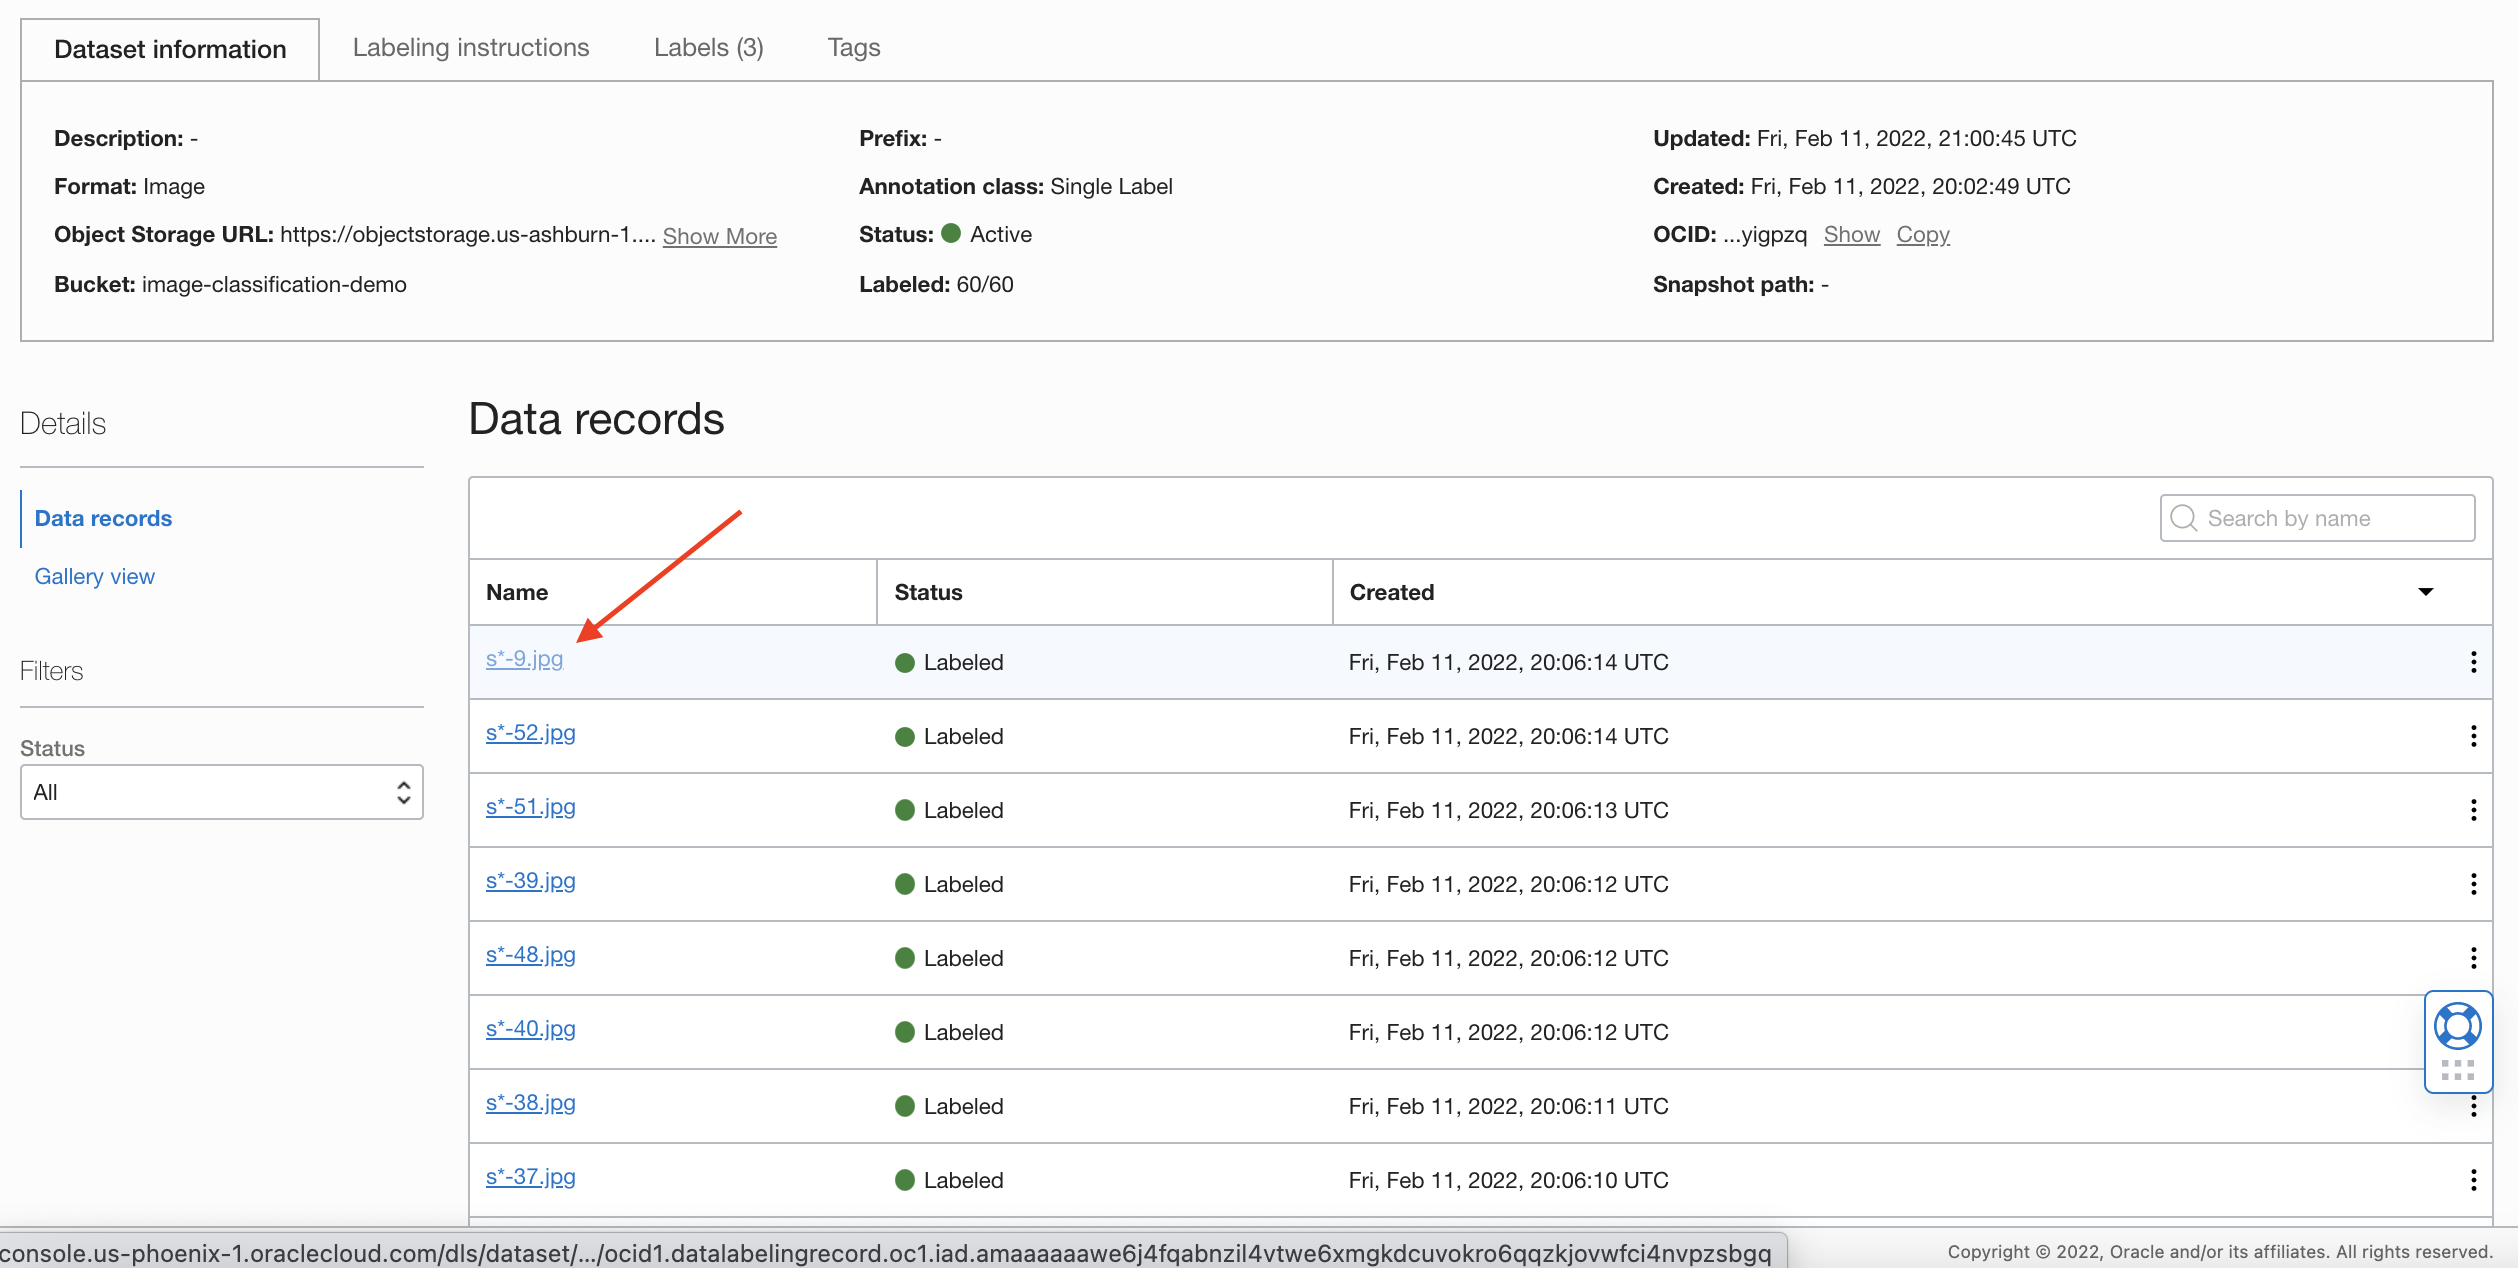 Dataset information Labeling instructions Labels (3) Tags
Description: - Prefix: - Updated: Fri, Feb 11, 2022, 21:00:45 UTC
Format: Image Annotation class: Single Label Created: Fri, Feb 11, 2022, 20:02:49 UTC
Object Storage URL: https://objectstorage.us-ashburn-1.... Show More Status: Active OCID: ...yigpzq Show Copy
Bucket: image-classification-demo Labeled: 60/60 Snapshot path: -
Details
Data records
Gallery view
Filters
Status
All
Data records
Search by name
Name Status Created
s*-9.jpg Labeled Fri, Feb 11, 2022, 20:06:14 UTC
s*-52.jpg Labeled Fri, Feb 11, 2022, 20:06:14 UTC
s*-51.jpg Labeled Fri, Feb 11, 2022, 20:06:13 UTC
s*-39.jpg Labeled Fri, Feb 11, 2022, 20:06:12 UTC
s*-48.jpg Labeled Fri, Feb 11, 2022, 20:06:12 UTC
s*-40.jpg Labeled Fri, Feb 11, 2022, 20:06:12 UTC
s*-38.jpg Labeled Fri, Feb 11, 2022, 20:06:11 UTC
s*-37.jpg Labeled Fri, Feb 11, 2022, 20:06:10 UTC
console.us-phoenix-1.oraclecloud.com/dls/dataset/.../ocid1.datalabelingrecord.oc1.iad.amaaaaaawe6j4fqabnzil4vtwe6xmgkdcuvokro6qqzkjovwfci4nvpzsbgq
Copyright © 2022, Oracle and/or its affiliates. All rights reserved.